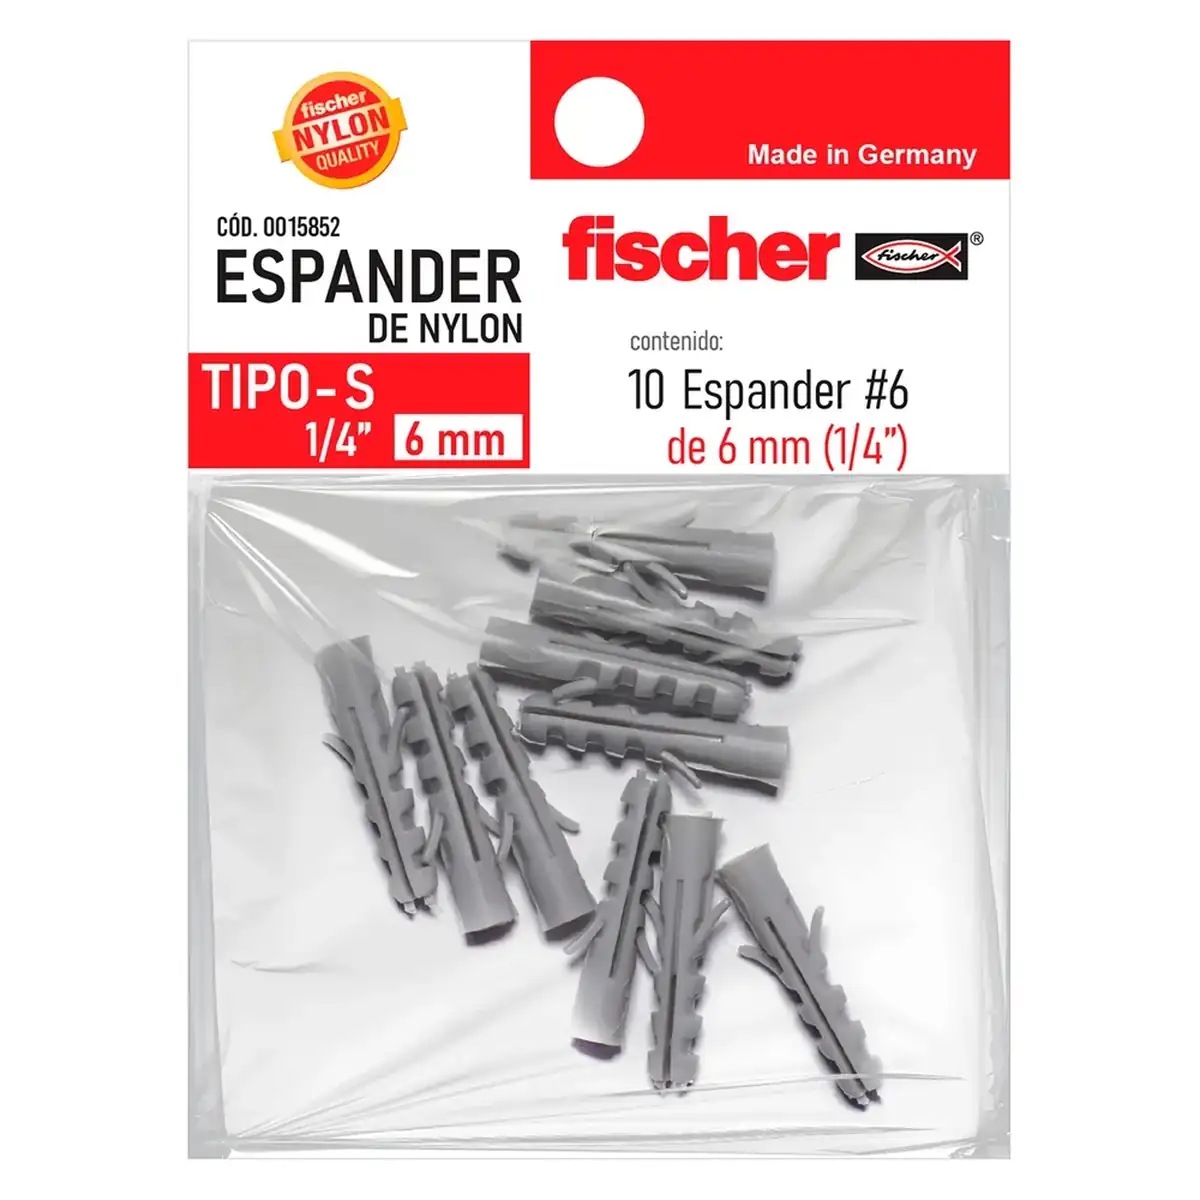 fischer
NYLON
QUALITY
Made in Germany
CÓD. 0015852
ESPANDER
DE NYLON
TIPO-S
1/4” 6 mm
fischer fischer ®
contenido:
10 Espander #6
de 6 mm (1/4”)